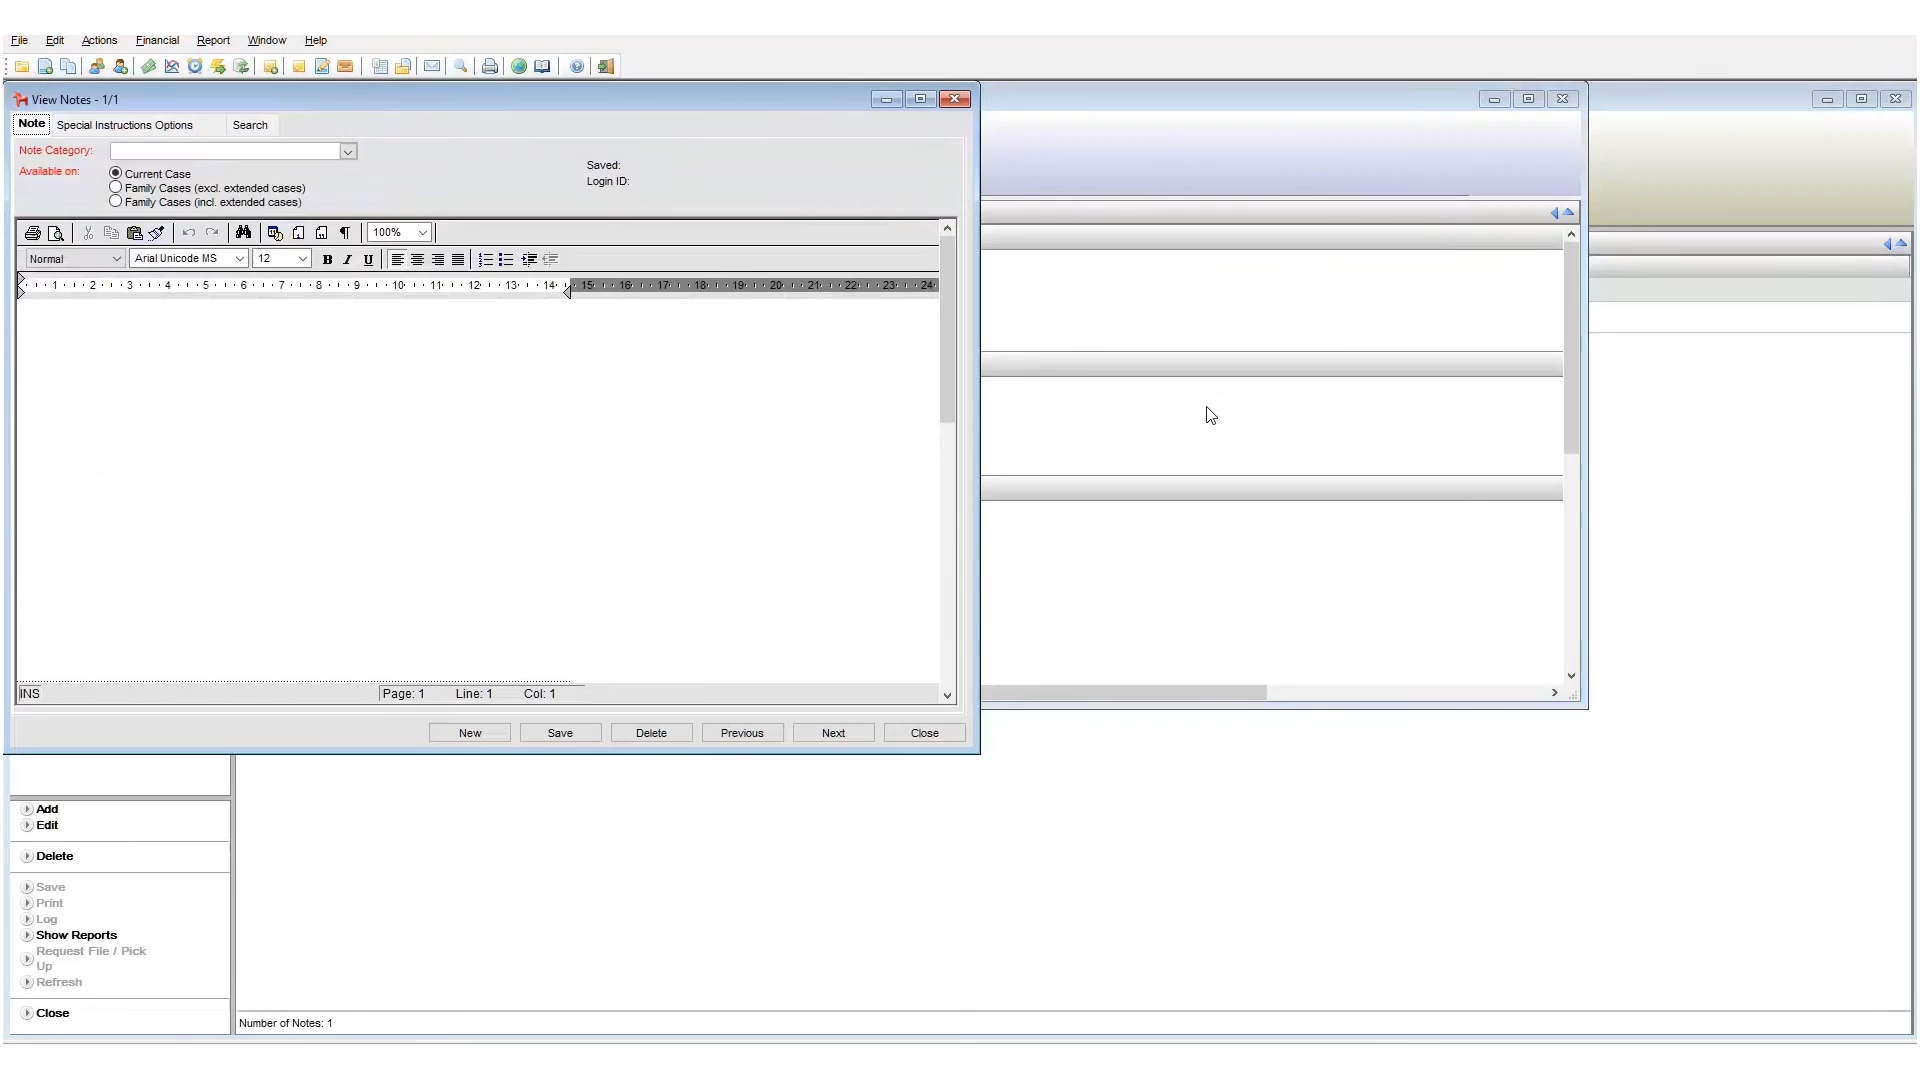 File Edit Actions Financial Report Window Help
View Notes - 1/1
Note Special Instructions Options Search
Note Category:
Available on: Current Case
Family Cases (excl. extended cases)
Family Cases (incl. extended cases)
Saved:
Login ID:
100%
Normal Arial Unicode MS 12 B I U
1 2 3 4 5 6 7 8 9 10 11 12 13 14 15 16 17 18 19 20 21 22 23 24
INS Page: 1 Line: 1 Col: 1
New Save Delete Previous Next Close
Add
Edit
Delete
Save
Print
Log
Show Reports
Request File / Pick
Up
Refresh
Close
Number of Notes: 1